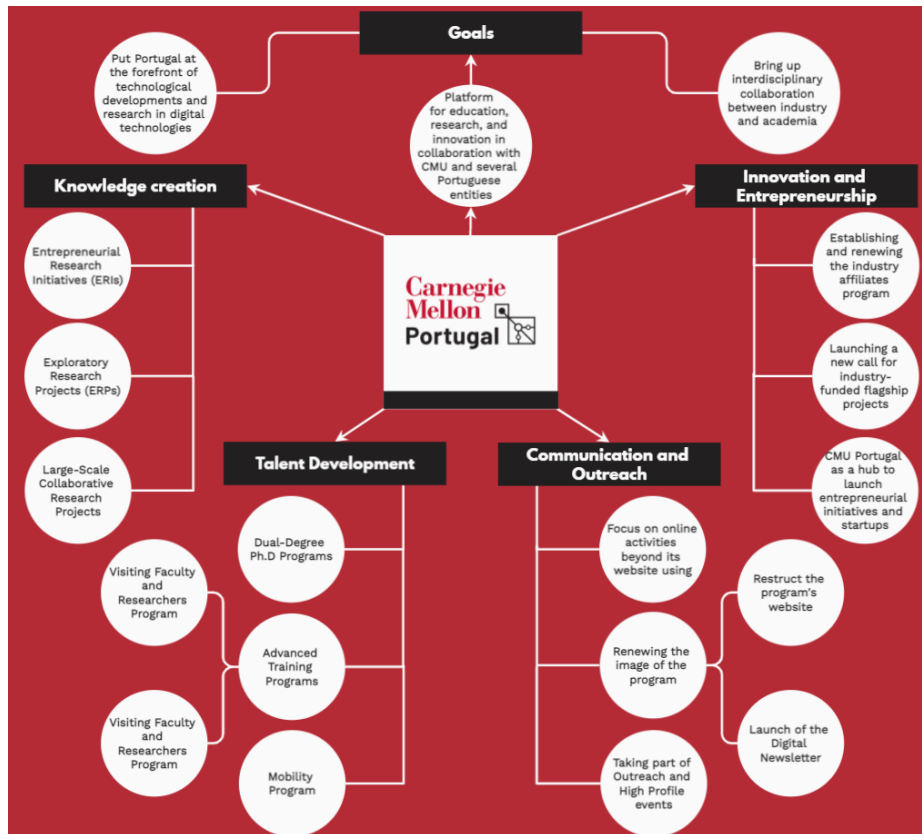 Goals
Put Portugal at
the forefront of
technological
developments and
research in digital
technologies
Platform
for education,
research, and
innovation in
collaboration with
CMU and several
Portuguese
entities
Bring up
interdisciplinary
collaboration
between industry
and academia
Knowledge creation
Innovation and
Entrepreneurship
Entrepreneurial
Research
Initiatives (ERIs)
Exploratory
Research
Projects (ERPs)
Large-Scale
Collaborative
Research
Projects
Carnegie
Mellon
Portugal
Establishing
and renewing
the industry
affiliates
program
Launching a
new call for
industry-
funded flagship
projects
CMU Portugal
as a hub to
launch
entrepreneurial
initiatives and
startups
Talent Development
Communication and
Outreach
Dual-Degree
Ph.D Programs
Visiting Faculty
and
Researchers
Program
Advanced
Training
Programs
Visiting Faculty
and
Researchers
Program
Mobility
Program
Focus on online
activities
beyond its
website using
Renewing the
image of the
program
Restruct the
program's
website
Launch of the
Digital
Newsletter
Taking part of
Outreach and
High Profile
events